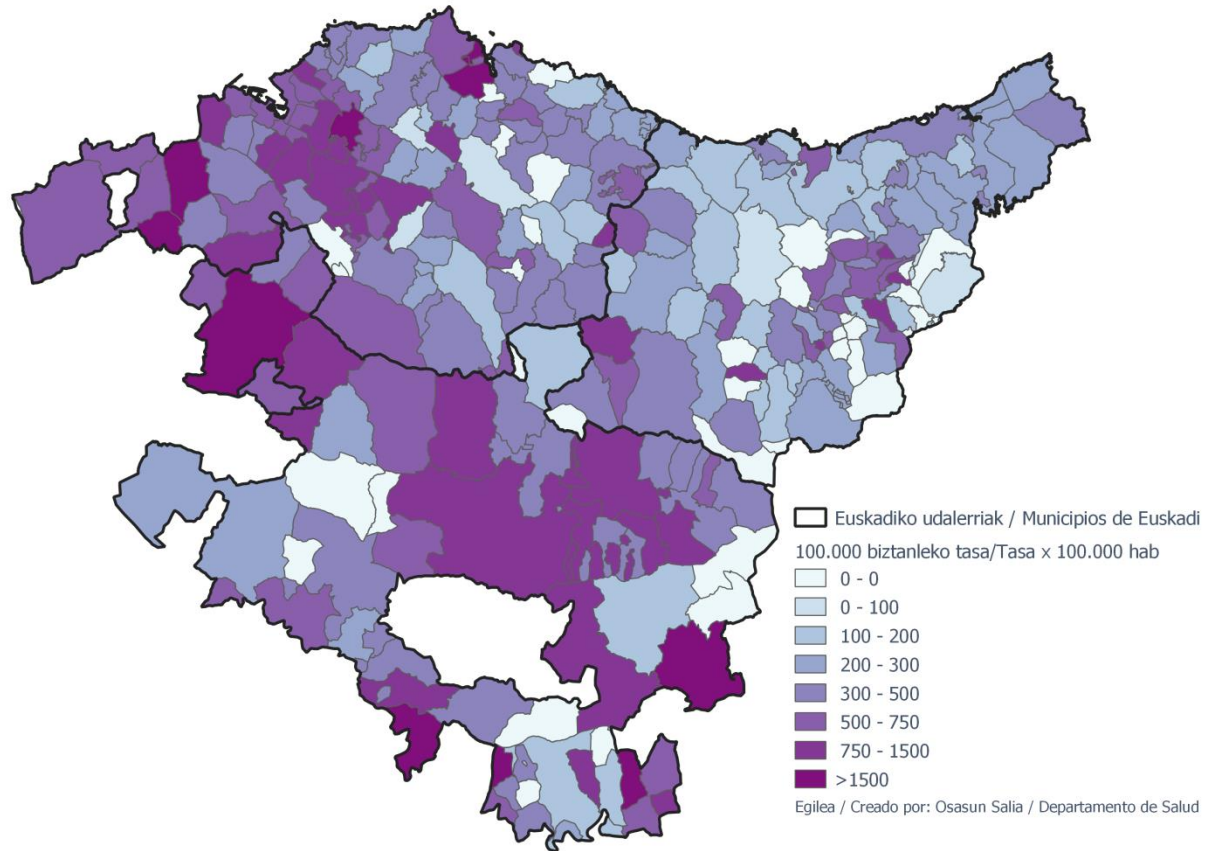 Euskadiko udalerriak / Municipios de Euskadi
100.000 biztanleko tasa/Tasa x 100.000 hab
0 - 0
0 - 100
100 - 200
200 - 300
300 - 500
500 - 750
750 - 1500
>1500
Egilea / Creado por: Osasun Salia / Departamento de Salud